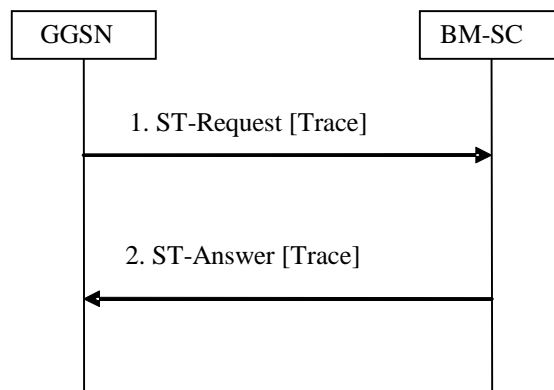 GGSN
BM-SC
1. ST-Request [Trace]
2. ST-Answer [Trace]